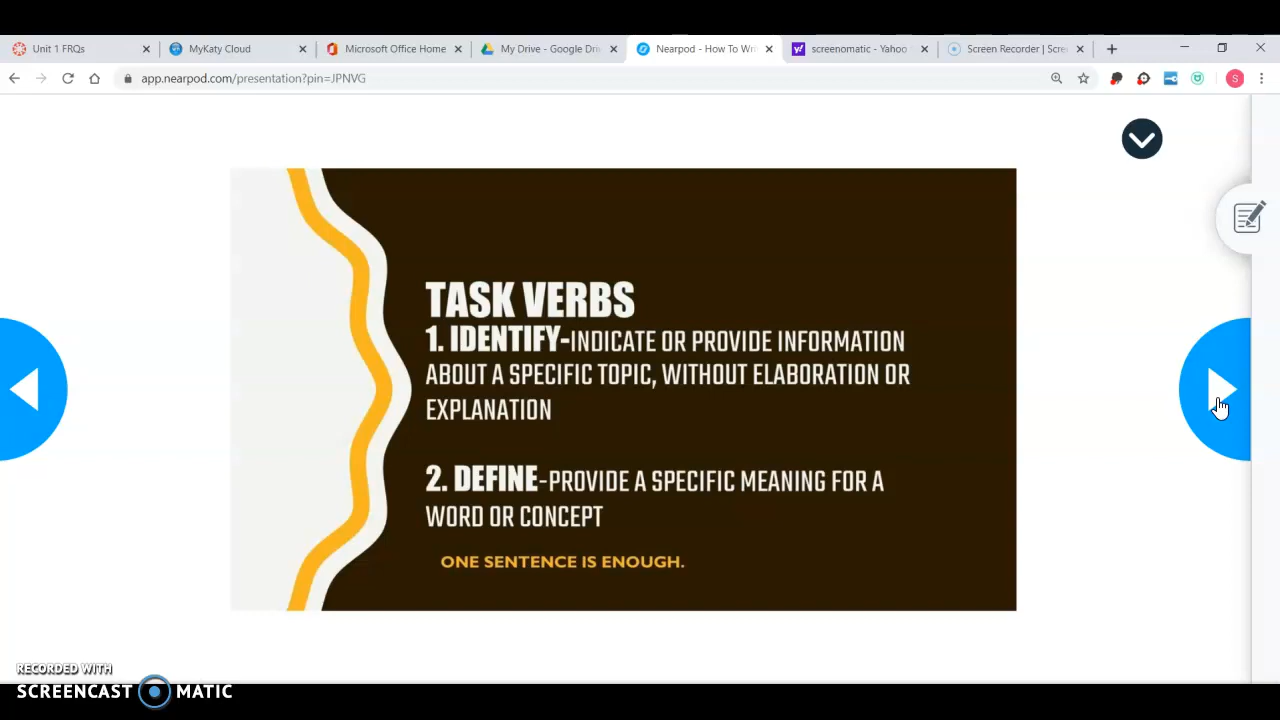 Unit 1 FRQs
MyKaty Cloud
Microsoft Office Home
My Drive - Google Dri
Nearpod - How To Wr
screenomatic - Yahoo
Screen Recorder | Scre
app.nearpod.com/presentation?pin=JPNVG
S
TASK VERBS
1. IDENTIFY-INDICATE OR PROVIDE INFORMATION
ABOUT A SPECIFIC TOPIC, WITHOUT ELABORATION OR
EXPLANATION
2. DEFINE-PROVIDE A SPECIFIC MEANING FOR A
WORD OR CONCEPT
ONE SENTENCE IS ENOUGH.
RECORDED WITH
SCREENCAST MATIC